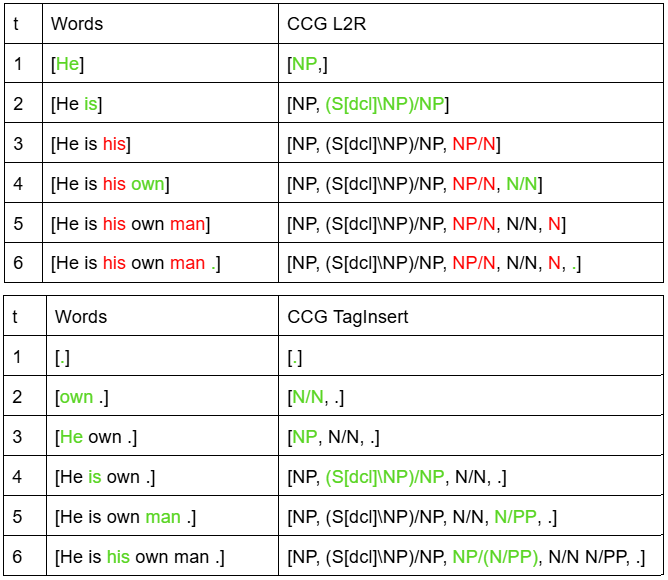 t Words CCG L2R
1 [He] [NP,]
2 [He is] [NP, (S[dcl]\NP)/NP]
3 [He is his] [NP, (S[dcl]\NP)/NP, NP/N]
4 [He is his own] [NP, (S[dcl]\NP)/NP, NP/N, N/N]
5 [He is his own man] [NP, (S[dcl]\NP)/NP, NP/N, N/N, N]
6 [He is his own man .] [NP, (S[dcl]\NP)/NP, NP/N, N/N, N, .]
t Words CCG TagInsert
1 [.] [.]
2 [own .] [N/N, .]
3 [He own .] [NP, N/N, .]
4 [He is own .] [NP, (S[dcl]\NP)/NP, N/N, .]
5 [He is own man .] [NP, (S[dcl]\NP)/NP, N/N, N/PP, .]
6 [He is his own man .] [NP, (S[dcl]\NP)/NP, NP/(N/PP), N/N N/PP, .]